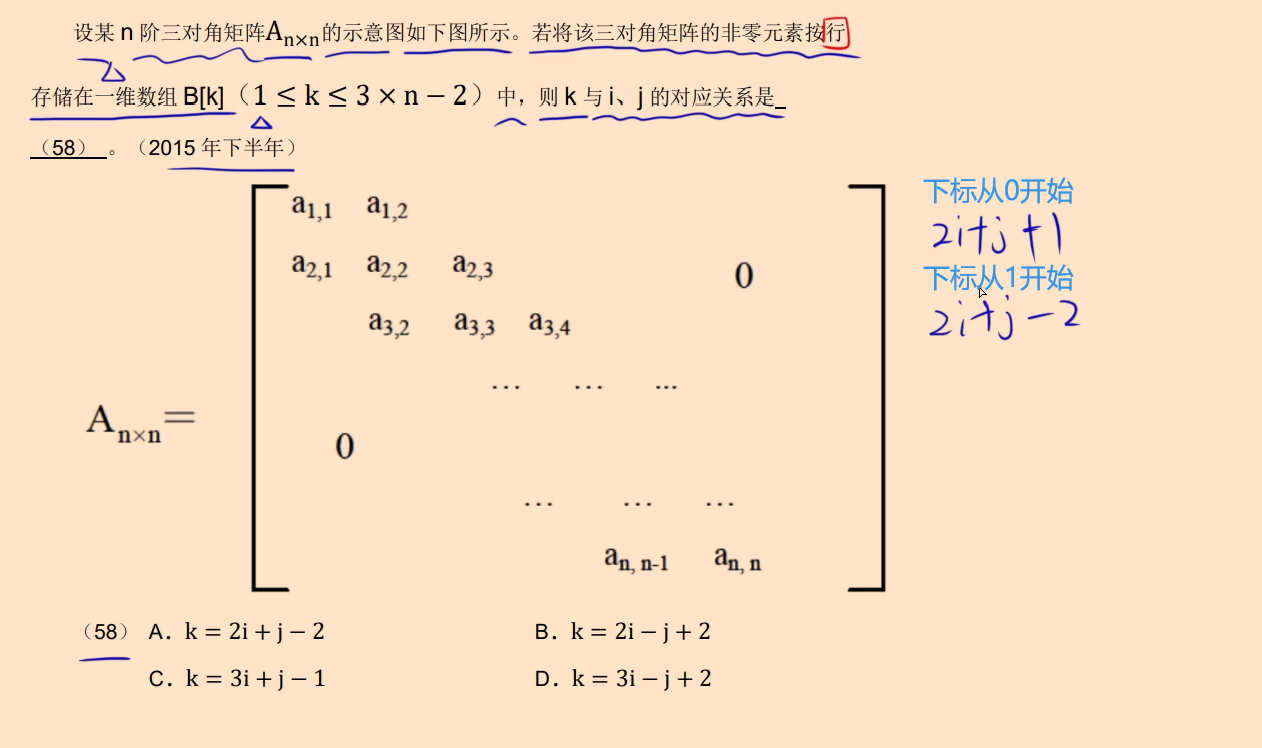 设某 n 阶三对角矩阵Aₙ×ₙ的示意图如下图所示。若将该三对角矩阵的非零元素按行
存储在一维数组 B[k]（1 ≤ k ≤ 3 × n − 2）中，则 k 与 i、j 的对应关系是_
（58） 。（2015 年下半年）
下标从0开始
2i+j+1
下标从1开始
2i+j-2
a1,1 a1,2
a2,1 a2,2 a2,3 0
a3,2 a3,3 a3,4
… … …
An×n=
0
… … …
an, n-1 an, n
（58） A. k = 2i + j − 2 B. k = 2i − j + 2
C. k = 3i + j − 1 D. k = 3i − j + 2